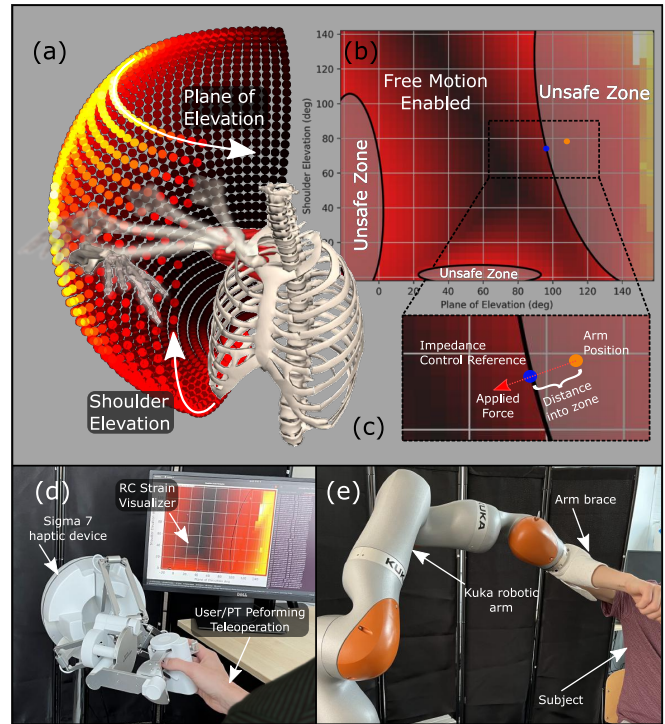 (a)
Plane of
Elevation
Shoulder
Elevation
(b)
Free Motion
Enabled
Unsafe Zone
Unsafe Zone
Unsafe Zone
Shoulder Elevation (deg)
140
120
100
80
60
40
20
0
20
40
60
80
100
120
140
Plane of Elevation (deg)
(c)
Impedance
Control Reference
Arm
Position
Applied
Force
Distance
into zone
(d)
RC Strain
Visualizer
Sigma 7
haptic device
User/PT Peforming
Teleoperation
DELL
(e)
KUKA
KUKA
Arm brace
Kuka robotic
arm
Subject